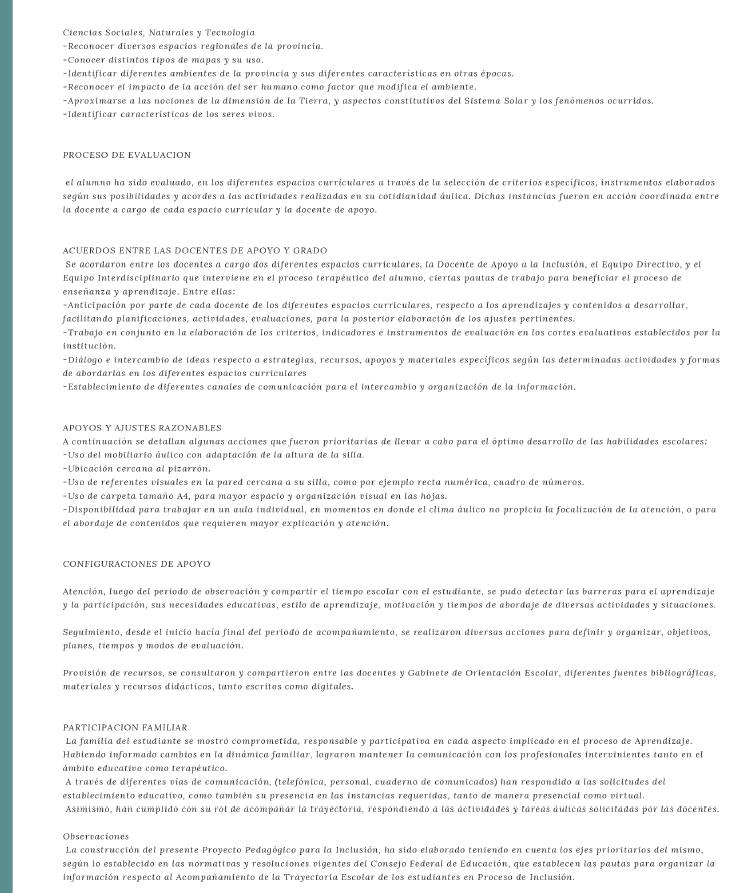 Ciencias Sociales, Naturales y Tecnología
-Reconocer diversos espacios regionales de la provincia.
-Conocer distintos tipos de mapas y su uso.
-Identificar diferentes ambientes de la provincia y sus diferentes características en otras épocas.
-Reconocer el impacto de la acción del ser humano como factor que modifica el ambiente.
-Aproximarse a las nociones de la dimensión de la Tierra, y aspectos constitutivos del Sistema Solar y los fenómenos ocurridos.
-Identificar características de los seres vivos.
PROCESO DE EVALUACION
el alumno ha sido evaluado, en los diferentes espacios curriculares a través de la selección de criterios específicos, instrumentos elaborados
según sus posibilidades y acordes a las actividades realizadas en su cotidianidad áulica. Dichas instancias fueron en acción coordinada entre
la docente a cargo de cada espacio curricular y la docente de apoyo.
ACUERDOS ENTRE LAS DOCENTES DE APOYO Y GRADO
Se acordaron entre los docentes a cargo dos diferentes espacios curriculares, la Docente de Apoyo a la Inclusión, el Equipo Directivo, y el
Equipo Interdisciplinario que interviene en el proceso terapéutico del alumno, ciertas pautas de trabajo para beneficiar el proceso de
enseñanza y aprendizaje. Entre ellas:
-Anticipación por parte de cada docente de los diferentes espacios curriculares, respecto a los aprendizajes y contenidos a desarrollar,
facilitando planificaciones, actividades, evaluaciones, para la posterior elaboración de los ajustes pertinentes.
-Trabajo en conjunto en la elaboración de los criterios, indicadores e instrumentos de evaluación en los cortes evaluativos establecidos por la
institución.
-Diálogo e intercambio de ideas respecto a estrategias, recursos, apoyos y materiales específicos según las determinadas actividades y formas
de abordarlas en los diferentes espacios curriculares
-Establecimiento de diferentes canales de comunicación para el intercambio y organización de la información.
APOYOS Y AJUSTES RAZONABLES
A continuación se detallan algunas acciones que fueron prioritarias de llevar a cabo para el óptimo desarrollo de las habilidades escolares:
-Uso del mobiliario áulico con adaptación de la altura de la silla.
-Ubicación cercana al pizarrón.
-Uso de referentes visuales en la pared cercana a su silla, como por ejemplo recta numérica, cuadro de números.
-Uso de carpeta tamaño A4, para mayor espacio y organización visual en las hojas.
-Disponibilidad para trabajar en un aula individual, en momentos en donde el clima áulico no propicia la focalización de la atención, o para
el abordaje de contenidos que requieren mayor explicación y atención.
CONFIGURACIONES DE APOYO
Atención, luego del período de observación y compartir el tiempo escolar con el estudiante, se pudo detectar las barreras para el aprendizaje
y la participación, sus necesidades educativas, estilo de aprendizaje, motivación y tiempos de abordaje de diversas actividades y situaciones.
Seguimiento, desde el inicio hacía final del período de acompañamiento, se realizaron diversas acciones para definir y organizar, objetivos,
planes, tiempos y modos de evaluación.
Provisión de recursos, se consultaron y compartieron entre las docentes y Gabinete de Orientación Escolar, diferentes fuentes bibliográficas,
materiales y recursos didácticos, tanto escritos como digitales.
PARTICIPACION FAMILIAR
La familia del estudiante se mostró comprometida, responsable y participativa en cada aspecto implicado en el proceso de Aprendizaje.
Habiendo informado cambios en la dinámica familiar, lograron mantener la comunicación con los profesionales intervinientes tanto en el
ámbito educativo como terapéutico.
A través de diferentes vías de comunicación, (telefónica, personal, cuaderno de comunicados) han respondido a las solicitudes del
establecimiento educativo, como también su presencia en las instancias requeridas, tanto de manera presencial como virtual.
Asimismo, han cumplido con su rol de acompañar la trayectoria, respondiendo a las actividades y tareas áulicas solicitadas por las docentes.
Observaciones
La construcción del presente Proyecto Pedagógico para la Inclusión, ha sido elaborado teniendo en cuenta los ejes prioritarios del mismo,
según lo establecido en las normativas y resoluciones vigentes del Consejo Federal de Educación, que establecen las pautas para organizar la
información respecto al Acompañamiento de la Trayectoria Escolar de los estudiantes en Proceso de Inclusión.